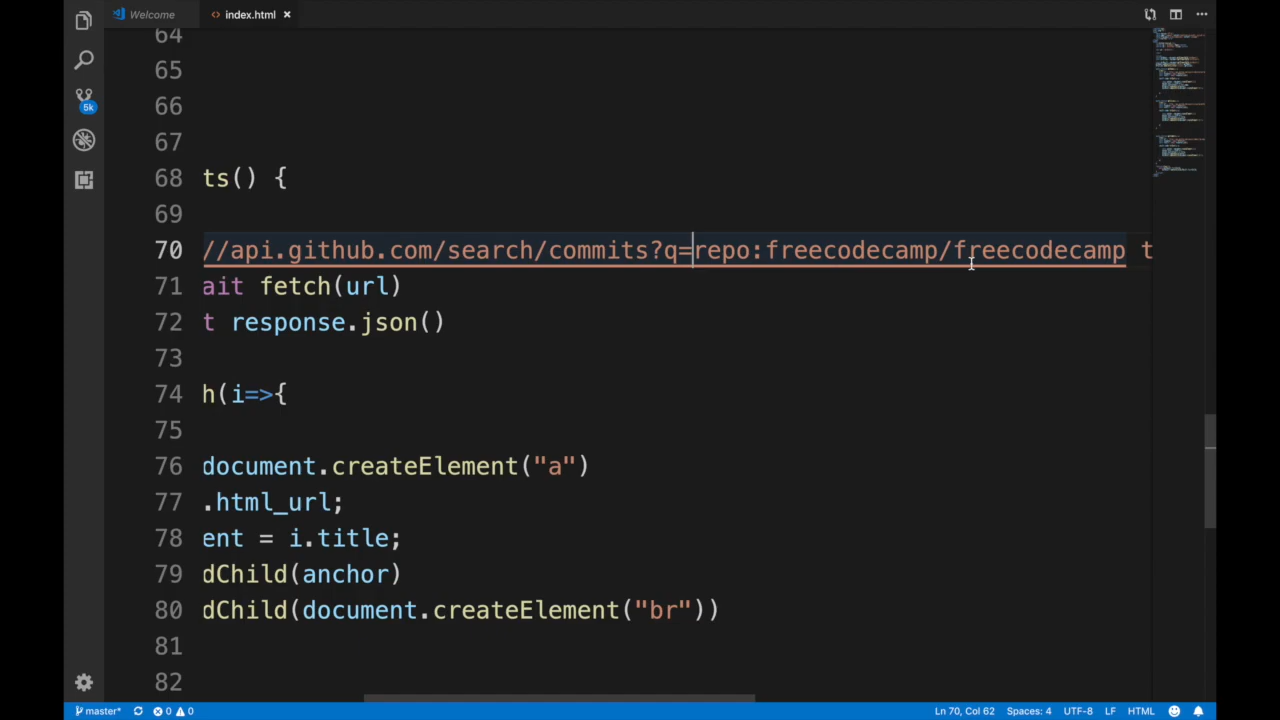 Welcome
index.html
64
65
66
67
68 ts() {
69
70 //api.github.com/search/commits?q=repo:freecodecamp/freecodecamp t
71 ait fetch(url)
72 t response.json()
73
74 h(i=>{
75
76 document.createElement("a")
77 .html_url;
78 ent = i.title;
79 dChild(anchor)
80 dChild(document.createElement("br"))
81
82
5k
master* 0 0 Ln 70, Col 62 Spaces: 4 UTF-8 LF HTML